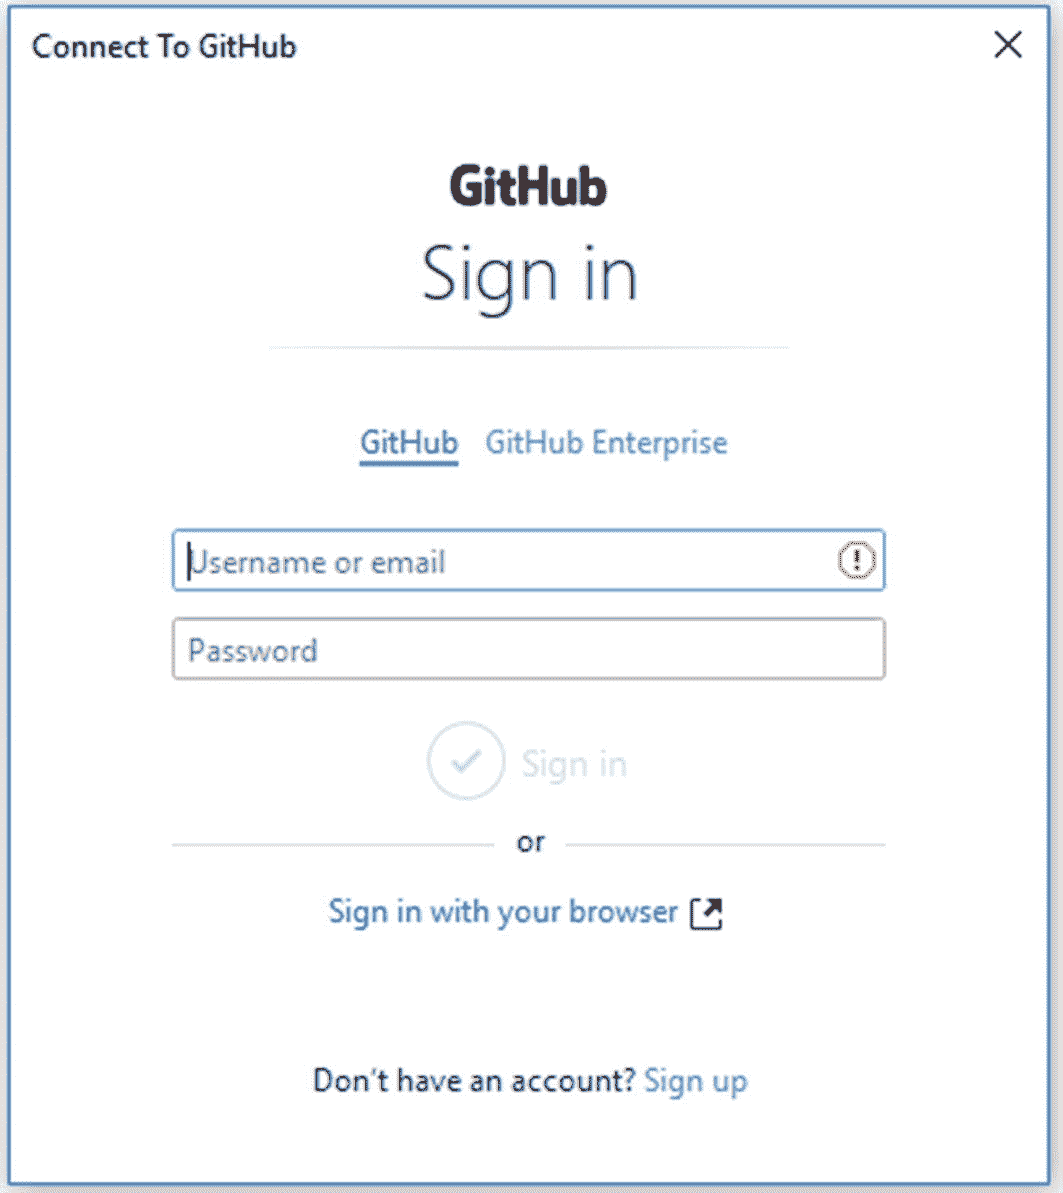 Connect To GitHub
GitHub
Sign in
GitHub GitHub Enterprise
Username or email
Password
Sign in
or
Sign in with your browser
Don't have an account? Sign up